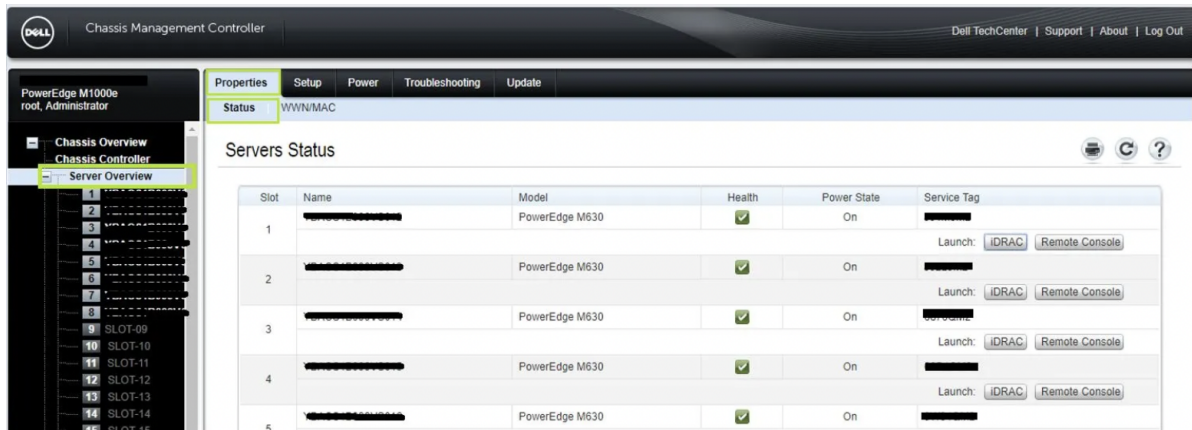 DELL
Chassis Management Controller
Dell TechCenter | Support | About | Log Out
PowerEdge M1000e
root, Administrator
Properties Setup Power Troubleshooting Update
Status WWN/MAC
Chassis Overview
Chassis Controller
Server Overview
1
2
3
4
5
6
7
8
9 SLOT-09
10 SLOT-10
11 SLOT-11
12 SLOT-12
13 SLOT-13
14 SLOT-14
15 SLOT-15
Servers Status
Slot Name Model Health Power State Service Tag
1 PowerEdge M630 On
Launch: iDRAC Remote Console
2 PowerEdge M630 On
Launch: iDRAC Remote Console
3 PowerEdge M630 On
Launch: iDRAC Remote Console
4 PowerEdge M630 On
Launch: iDRAC Remote Console
5 PowerEdge M630 On